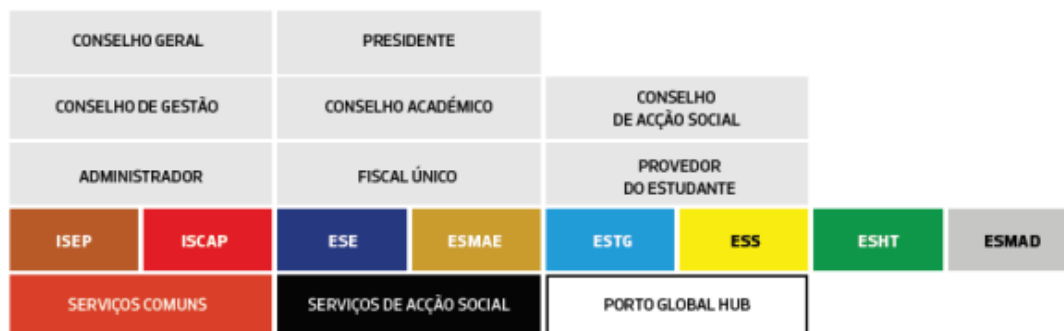 CONSELHO GERAL
PRESIDENTE
CONSELHO DE GESTÃO
CONSELHO ACADÉMICO
CONSELHO
DE ACÇÃO SOCIAL
ADMINISTRADOR
FISCAL ÚNICO
PROVEDOR
DO ESTUDANTE
ISEP
ISCAP
ESE
ESMAE
ESTG
ESS
ESHT
ESMAD
SERVIÇOS COMUNS
SERVIÇOS DE ACÇÃO SOCIAL
PORTO GLOBAL HUB